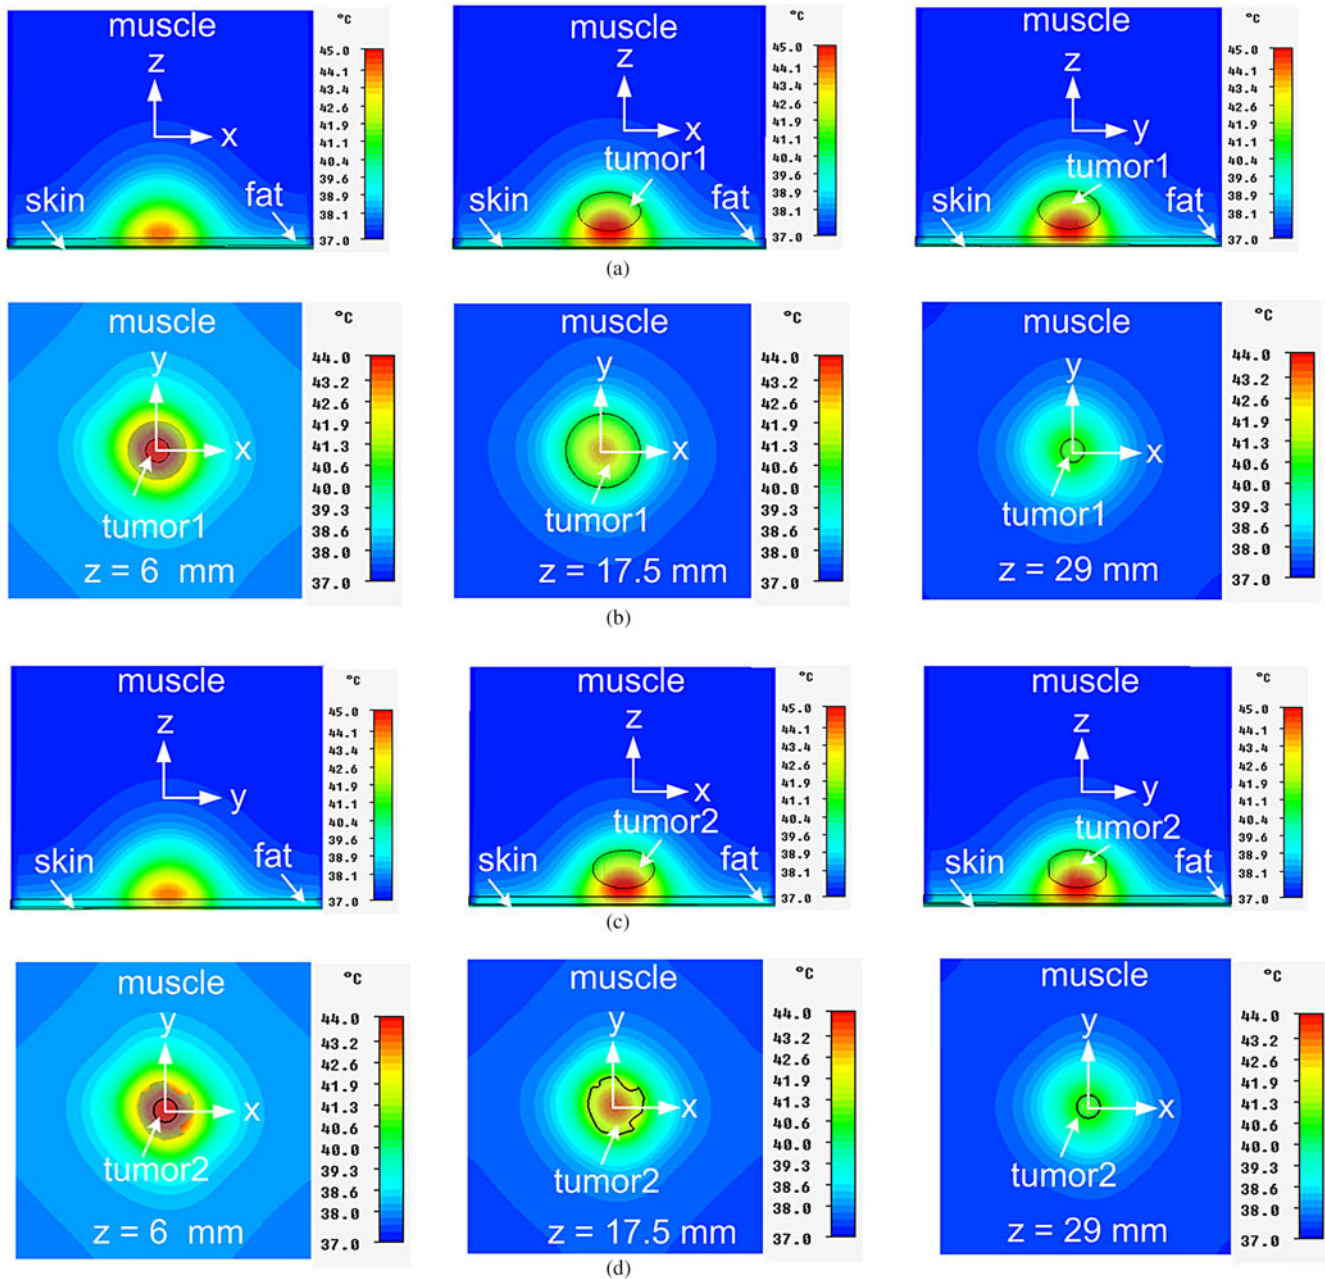 muscle
z
x
skin
fat
°C
45.0
44.1
43.4
42.6
41.9
41.1
40.4
39.6
38.9
38.1
37.0
muscle
z
x
tumor1
skin
fat
°C
45.0
44.1
43.4
42.6
41.9
40.4
39.6
38.9
38.1
37.0
muscle
z
y
tumor1
skin
fat
°C
45.0
44.1
43.4
42.6
41.9
41.1
40.4
39.6
38.9
38.1
37.0
(a)
muscle
y
x
tumor1
z = 6 mm
°C
44.0
43.2
42.6
41.9
41.3
40.6
40.0
39.3
38.6
38.0
37.0
muscle
y
x
tumor1
z = 17.5 mm
°C
44.0
43.2
42.6
41.9
41.3
40.6
40.0
39.3
38.6
38.0
37.0
muscle
y
x
tumor1
z = 29 mm
°C
44.0
43.2
42.6
41.9
41.3
40.6
40.0
39.3
38.6
38.0
37.0
(b)
muscle
z
y
skin
fat
°C
45.0
44.1
43.4
42.6
41.9
41.1
40.4
39.6
38.9
38.1
37.0
muscle
z
x
tumor2
skin
fat
°C
45.0
44.1
43.4
42.6
41.9
41.1
40.4
39.6
38.9
38.1
37.0
muscle
z
y
tumor2
skin
fat
°C
45.0
44.1
43.4
42.6
41.9
41.1
40.4
39.6
38.9
38.1
37.0
(c)
muscle
y
x
tumor2
z = 6 mm
°C
44.0
43.2
42.6
41.9
41.3
40.6
40.0
39.3
38.6
38.0
37.0
muscle
y
x
tumor2
z = 17.5 mm
°C
44.0
43.2
42.6
41.9
41.3
40.6
40.0
39.3
38.6
38.0
37.0
muscle
y
x
tumor2
z = 29 mm
°C
44.0
43.2
42.6
41.9
41.3
40.6
40.0
39.3
38.6
38.0
37.0
(d)